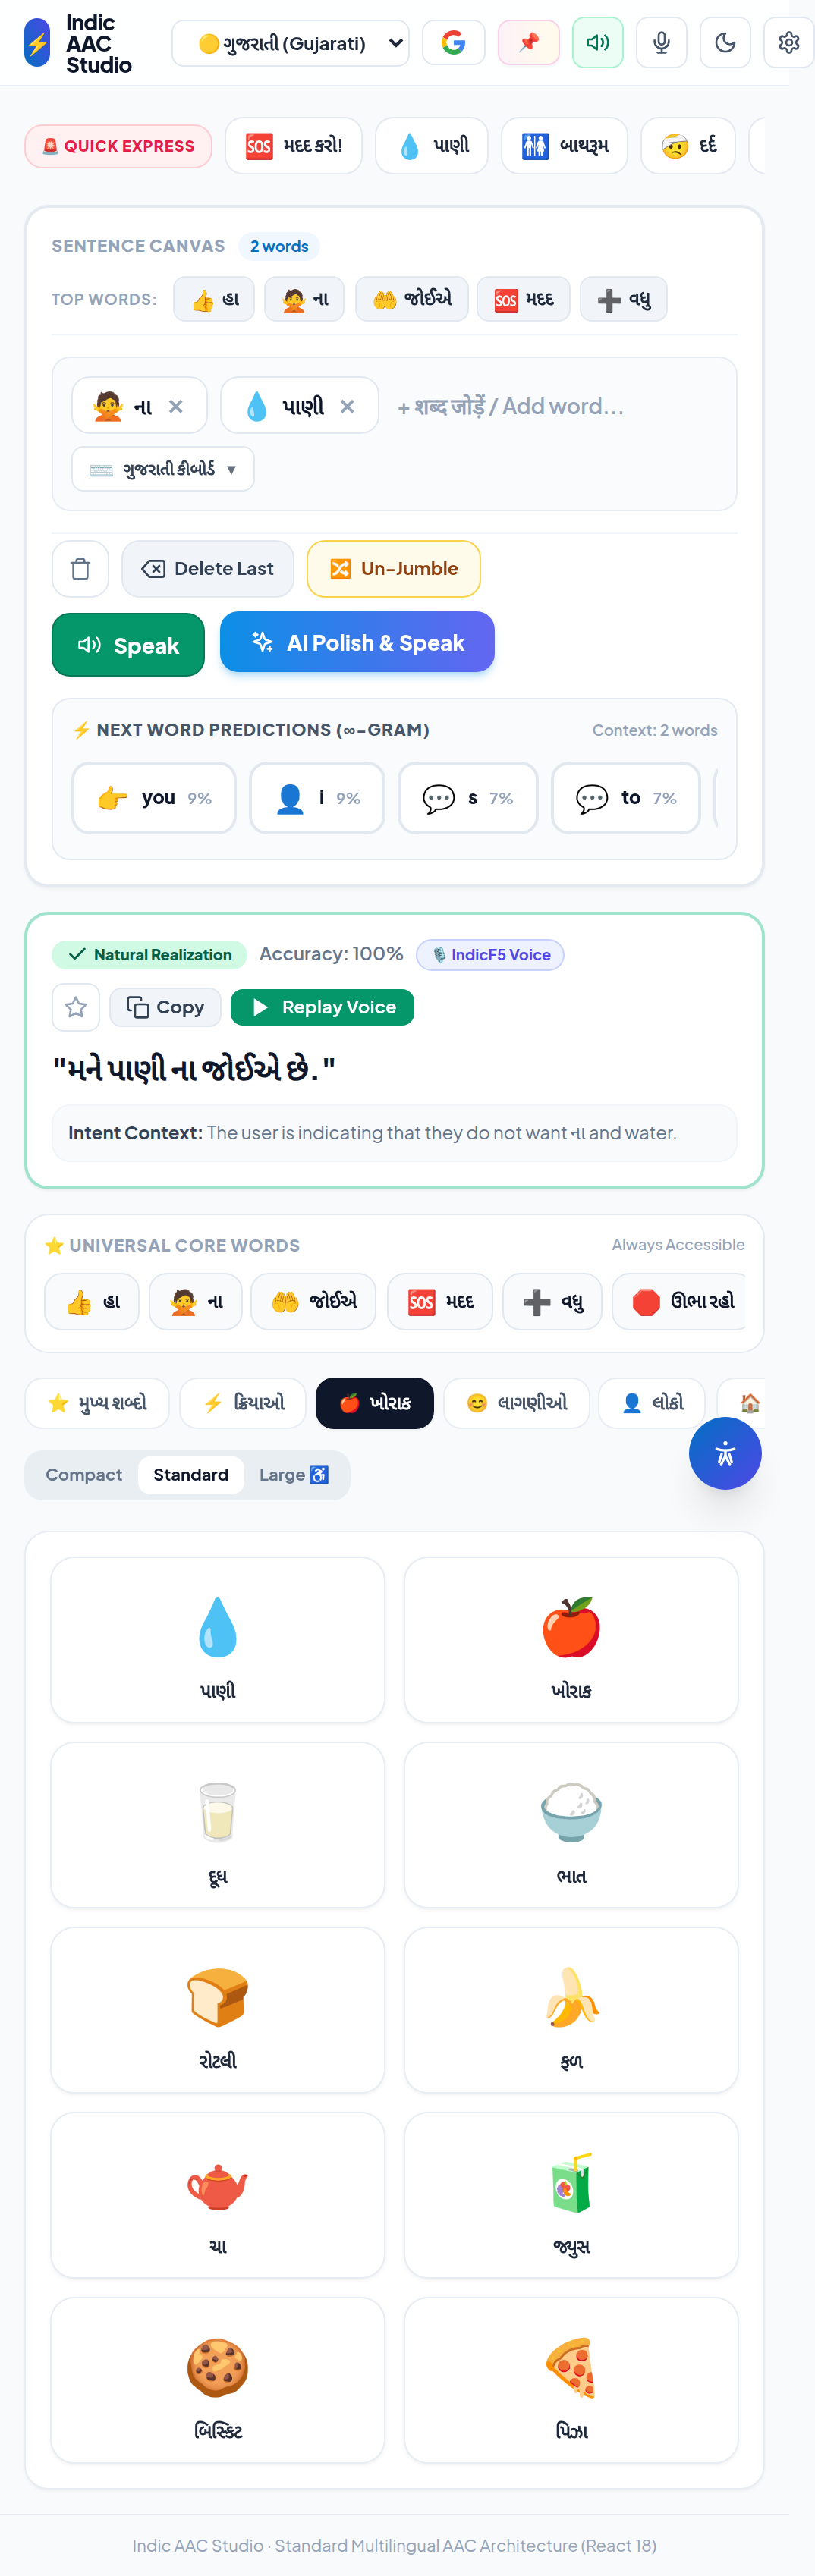 Indic
AAC
Studio
ગુજરાતી (Gujarati)
QUICK EXPRESS
SOS મદદ કરો!
પાણી
બાથરૂમ
દર્દ
SENTENCE CANVAS 2 words
TOP WORDS: હા ના જોઈએ SOS મદદ વધુ
ના ✕ પાણી ✕ + शब्द जोड़ें / Add word...
ગુજરાતી કીબોર્ડ ▼
Delete Last Un-Jumble
Speak AI Polish & Speak
NEXT WORD PREDICTIONS (∞-GRAM) Context: 2 words
you 9% i 9% s 7% to 7%
Natural Realization Accuracy: 100% IndicF5 Voice
Copy Replay Voice
"મને પાણી ના જોઈએ છે."
Intent Context: The user is indicating that they do not want ના and water.
UNIVERSAL CORE WORDS Always Accessible
હા ના જોઈએ SOS મદદ વધુ ઊભા રહો
મુખ્ય શબ્દો ક્રિયાઓ ખોરાક લાગણીઓ લોકો
Compact Standard Large
પાણી ખોરાક
દૂધ ભાત
રોટલી ફળ
ચા જ્યુસ
બિસ્કિટ પિઝા
Indic AAC Studio · Standard Multilingual AAC Architecture (React 18)